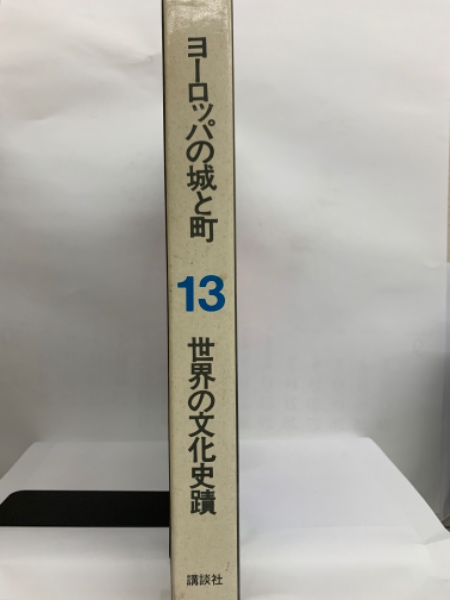 ヨーロッパの城と町
13
世界の文化史蹟
講談社